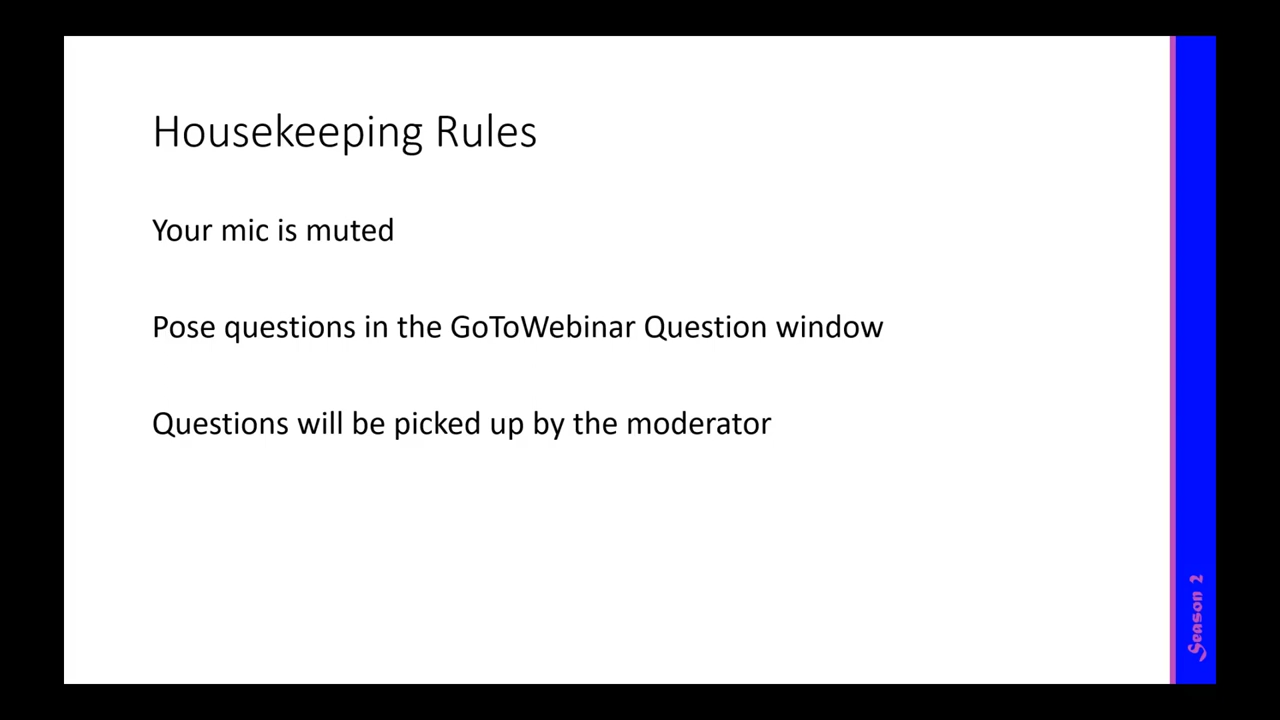 Housekeeping Rules
Your mic is muted
Pose questions in the GoToWebinar Question window
Questions will be picked up by the moderator
Season 2